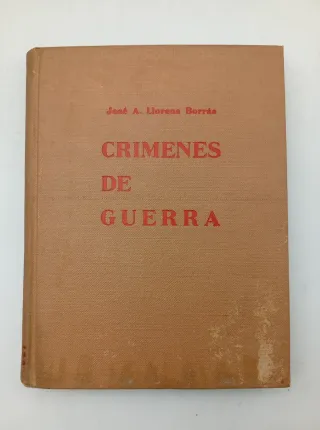 José A. Llorens Borrás
CRIMENES
DE
GUERRA